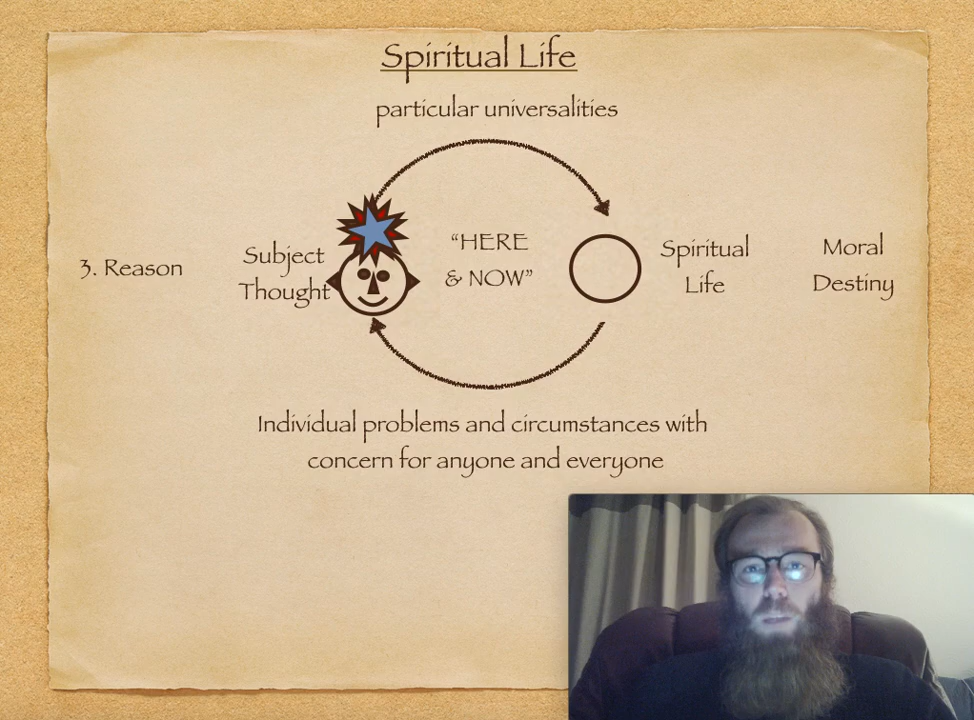 Spiritual Life
particular universalities
3. Reason
Subject
Thought
“HERE
& NOW”
Spiritual
Life
Moral
Destiny
Individual problems and circumstances with
concern for anyone and everyone